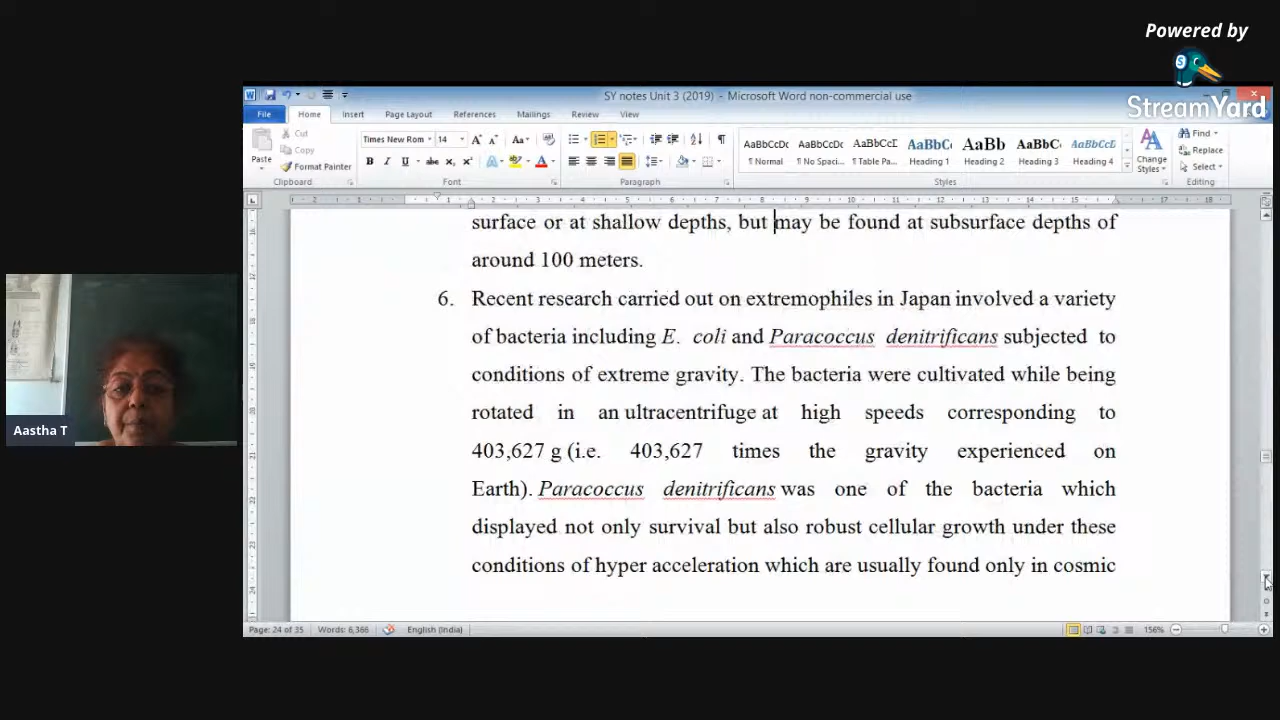 Powered by
StreamYard
SY notes Unit 3 (2019) - Microsoft Word non-commercial use
File Home Insert Page Layout References Mailings Review View
Cut
Copy
Paste
Format Painter
Clipboard
Times New Rom 14
Font
Paragraph
AaBbCcDc AaBbCcDc AaBbCcD AaBbC AaBb AaBbC AaBbCcD
¶ Normal ¶ No Spaci... ¶ Table Pa... Heading 1 Heading 2 Heading 3 Heading 4
Styles
Change Styles
Find
Replace
Select
Editing
surface or at shallow depths, but may be found at subsurface depths of
around 100 meters.
6. Recent research carried out on extremophiles in Japan involved a variety
of bacteria including E. coli and Paracoccus denitrificans subjected to
conditions of extreme gravity. The bacteria were cultivated while being
rotated in an ultracentrifuge at high speeds corresponding to
403,627 g (i.e. 403,627 times the gravity experienced on
Earth). Paracoccus denitrificans was one of the bacteria which
displayed not only survival but also robust cellular growth under these
conditions of hyper acceleration which are usually found only in cosmic
Page: 24 of 35 Words: 6,366 English (India) 156%
Aastha T